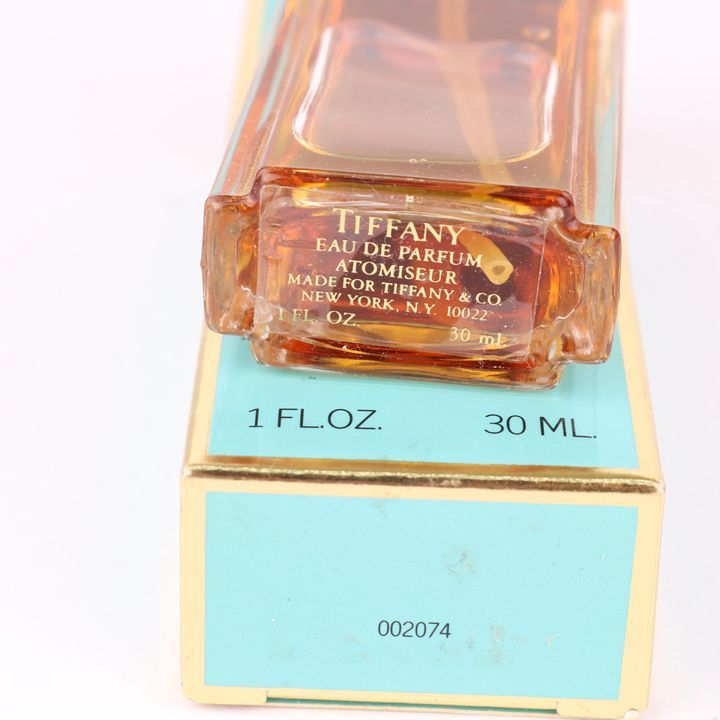 TIFFANY
EAU DE PARFUM
ATOMISEUR
MADE FOR TIFFANY & CO.
NEW YORK, N.Y. 10022
1 FL. OZ. 30 ml
1 FL.OZ. 30 ML.
002074